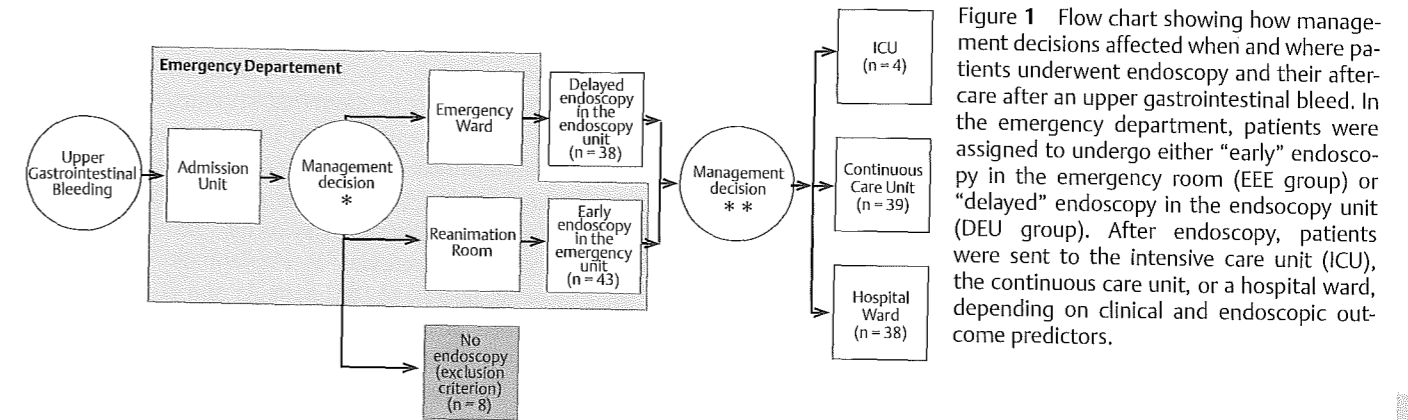 Emergency Departement
Upper
Gastrointestinal
Bleeding
Admission
Unit
Management
decision
*
Emergency
Ward
Reanimation
Room
No
endoscopy
(exclusion
criterion)
(n = 8)
Delayed
endoscopy
in the
endoscopy
unit
(n = 38)
Early
endoscopy
in the
emergency
unit
(n = 43)
Management
decision
* *
ICU
(n = 4)
Continuous
Care Unit
(n = 39)
Hospital
Ward
(n = 38)
Figure 1 Flow chart showing how manage-
ment decisions affected when and where pa-
tients underwent endoscopy and their after-
care after an upper gastrointestinal bleed. In
the emergency department, patients were
assigned to undergo either “early” endosco-
py in the emergency room (EEE group) or
“delayed” endoscopy in the endsocopy unit
(DEU group). After endoscopy, patients
were sent to the intensive care unit (ICU),
the continuous care unit, or a hospital ward,
depending on clinical and endoscopic out-
come predictors.